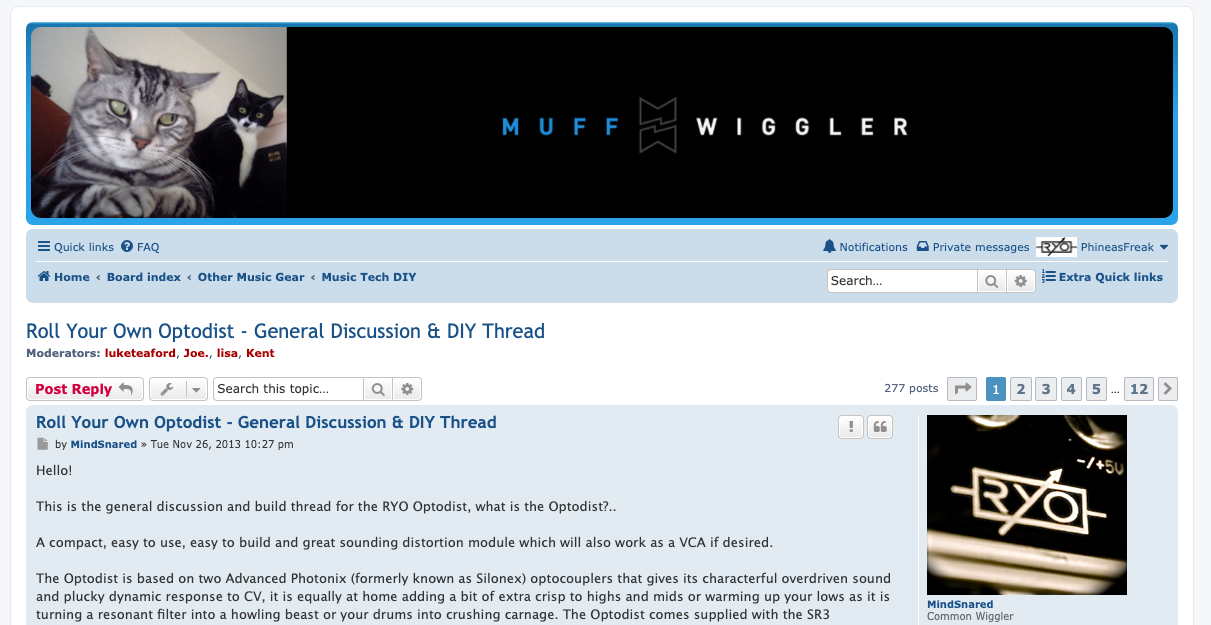 MUFF WIGGLER
Quick links FAQ
Notifications Private messages RYO PhineasFreak
Home ‹ Board index ‹ Other Music Gear ‹ Music Tech DIY
Search… Extra Quick links
Roll Your Own Optodist - General Discussion & DIY Thread
Moderators: luketeaford, Joe., lisa, Kent
Post Reply Search this topic… 277 posts 1 2 3 4 5 … 12
Roll Your Own Optodist - General Discussion & DIY Thread
by MindSnared » Tue Nov 26, 2013 10:27 pm
Hello!
This is the general discussion and build thread for the RYO Optodist, what is the Optodist?..
A compact, easy to use, easy to build and great sounding distortion module which will also work as a VCA if desired.
The Optodist is based on two Advanced Photonix (formerly known as Silonex) optocouplers that gives its characterful overdriven sound
and plucky dynamic response to CV, it is equally at home adding a bit of extra crisp to highs and mids or warming up your lows as it is
turning a resonant filter into a howling beast or your drums into crushing carnage. The Optodist comes supplied with the SR3
-/+5V
RYO
MindSnared
Common Wiggler